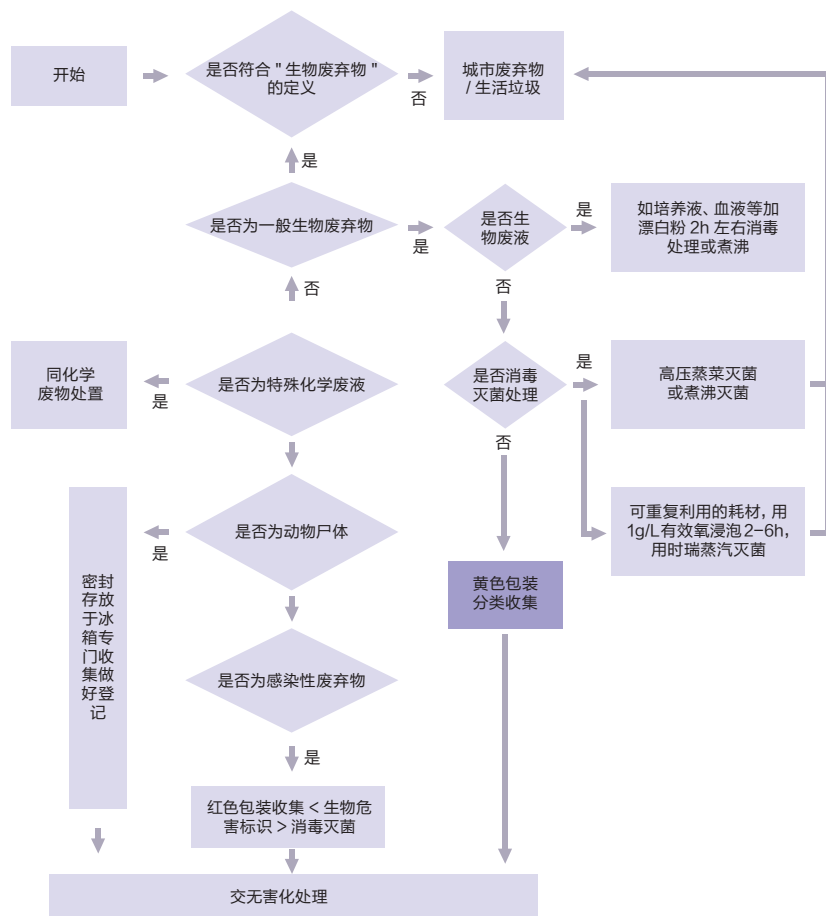 开始
是否符合 " 生物废弃物 "
的定义
否
城市废弃物
/ 生活垃圾
是
是否为一般生物废弃物
是
是否生
物废液
是
如培养液、血液等加
漂白粉 2h 左右消毒
处理或煮沸
否
否
同化学
废物处置
是
是否为特殊化学废液
是否消毒
灭菌处理
是
高压蒸菜灭菌
或煮沸灭菌
否
是否为动物尸体
是
可重复利用的耗材, 用
1g/L有效氧浸泡2-6h,
用时瑞蒸汽灭菌
密封
存放
于冰
箱专
门收
集做
好登
记
黄色包装
分类收集
是否为感染性废弃物
是
红色包装收集 < 生物危
害标识 > 消毒灭菌
交无害化处理